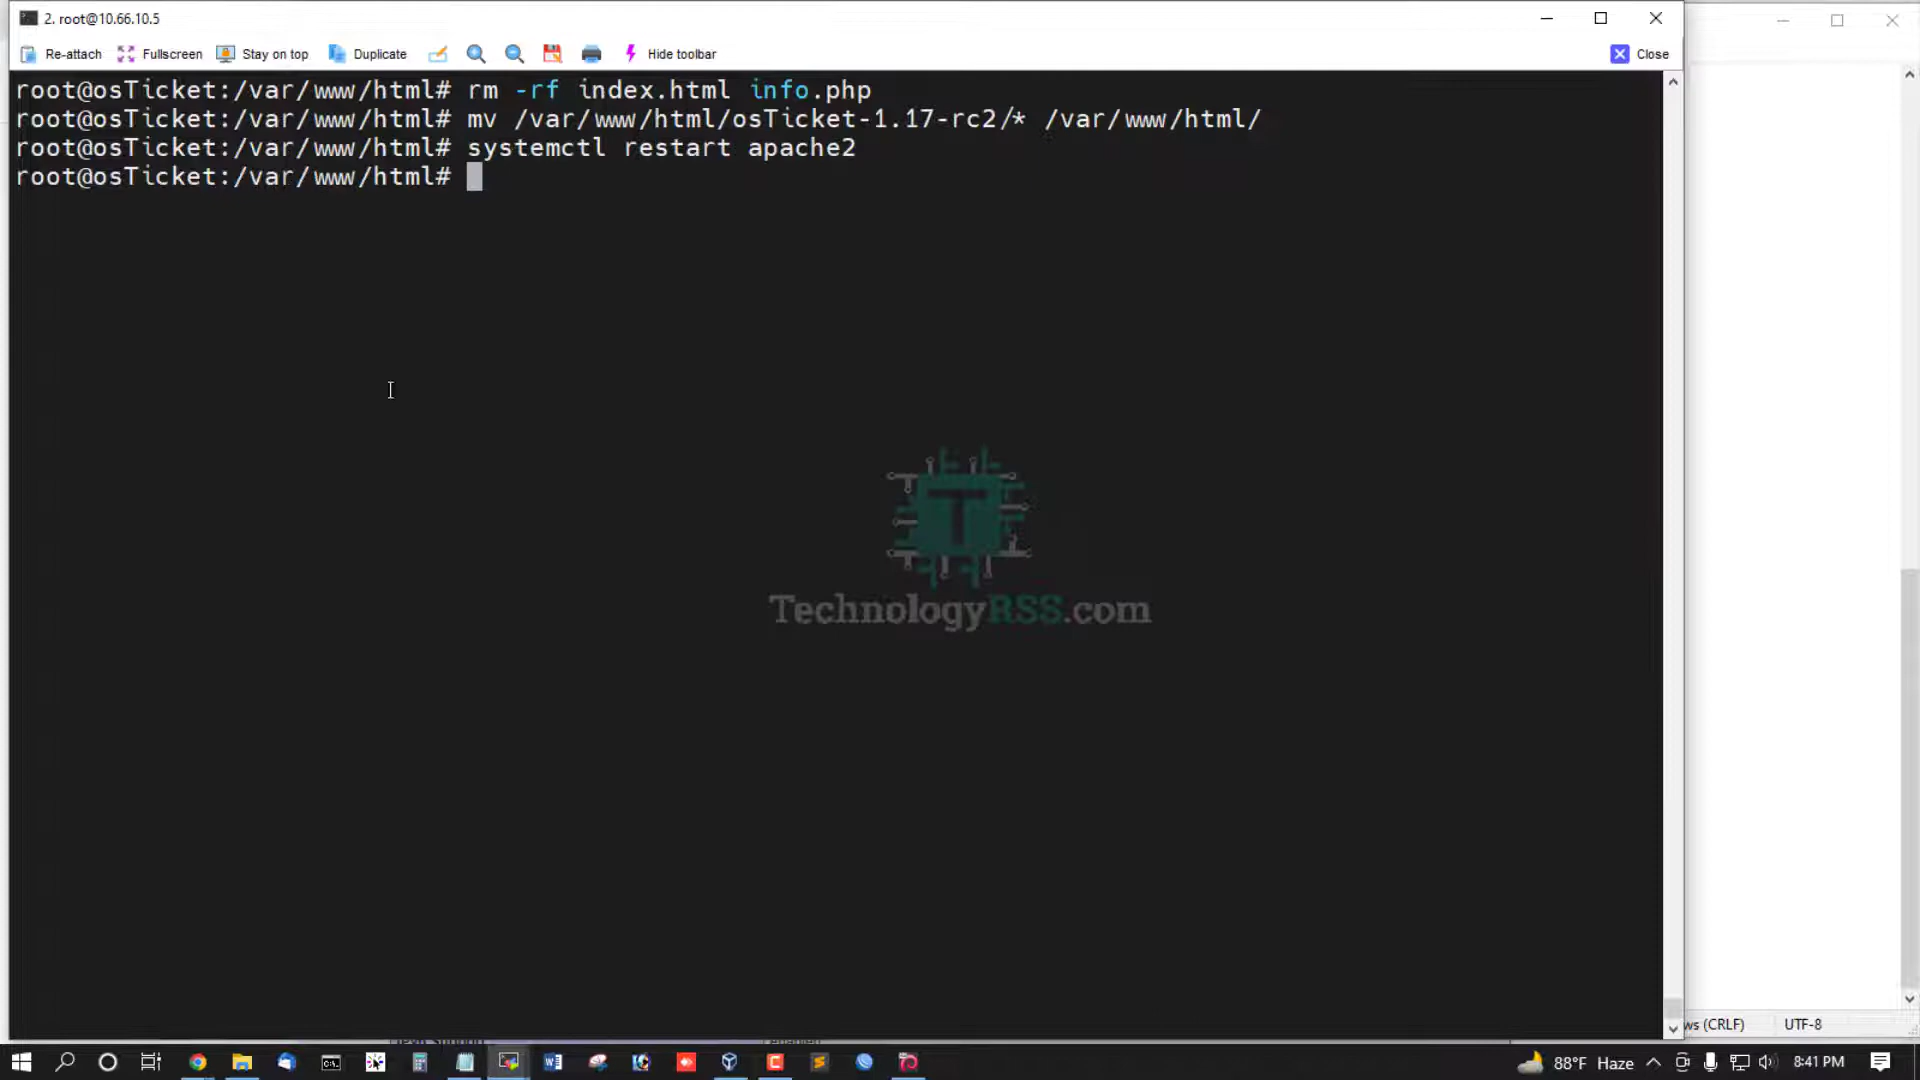 2. root@10.66.10.5
Re-attach Fullscreen Stay on top Duplicate Hide toolbar Close
root@osTicket:/var/www/html# rm -rf index.html info.php
root@osTicket:/var/www/html# mv /var/www/html/osTicket-1.17-rc2/* /var/www/html/
root@osTicket:/var/www/html# systemctl restart apache2
root@osTicket:/var/www/html#
T
TechnologyRSS.com
(CRLF) UTF-8
88°F Haze 8:41 PM